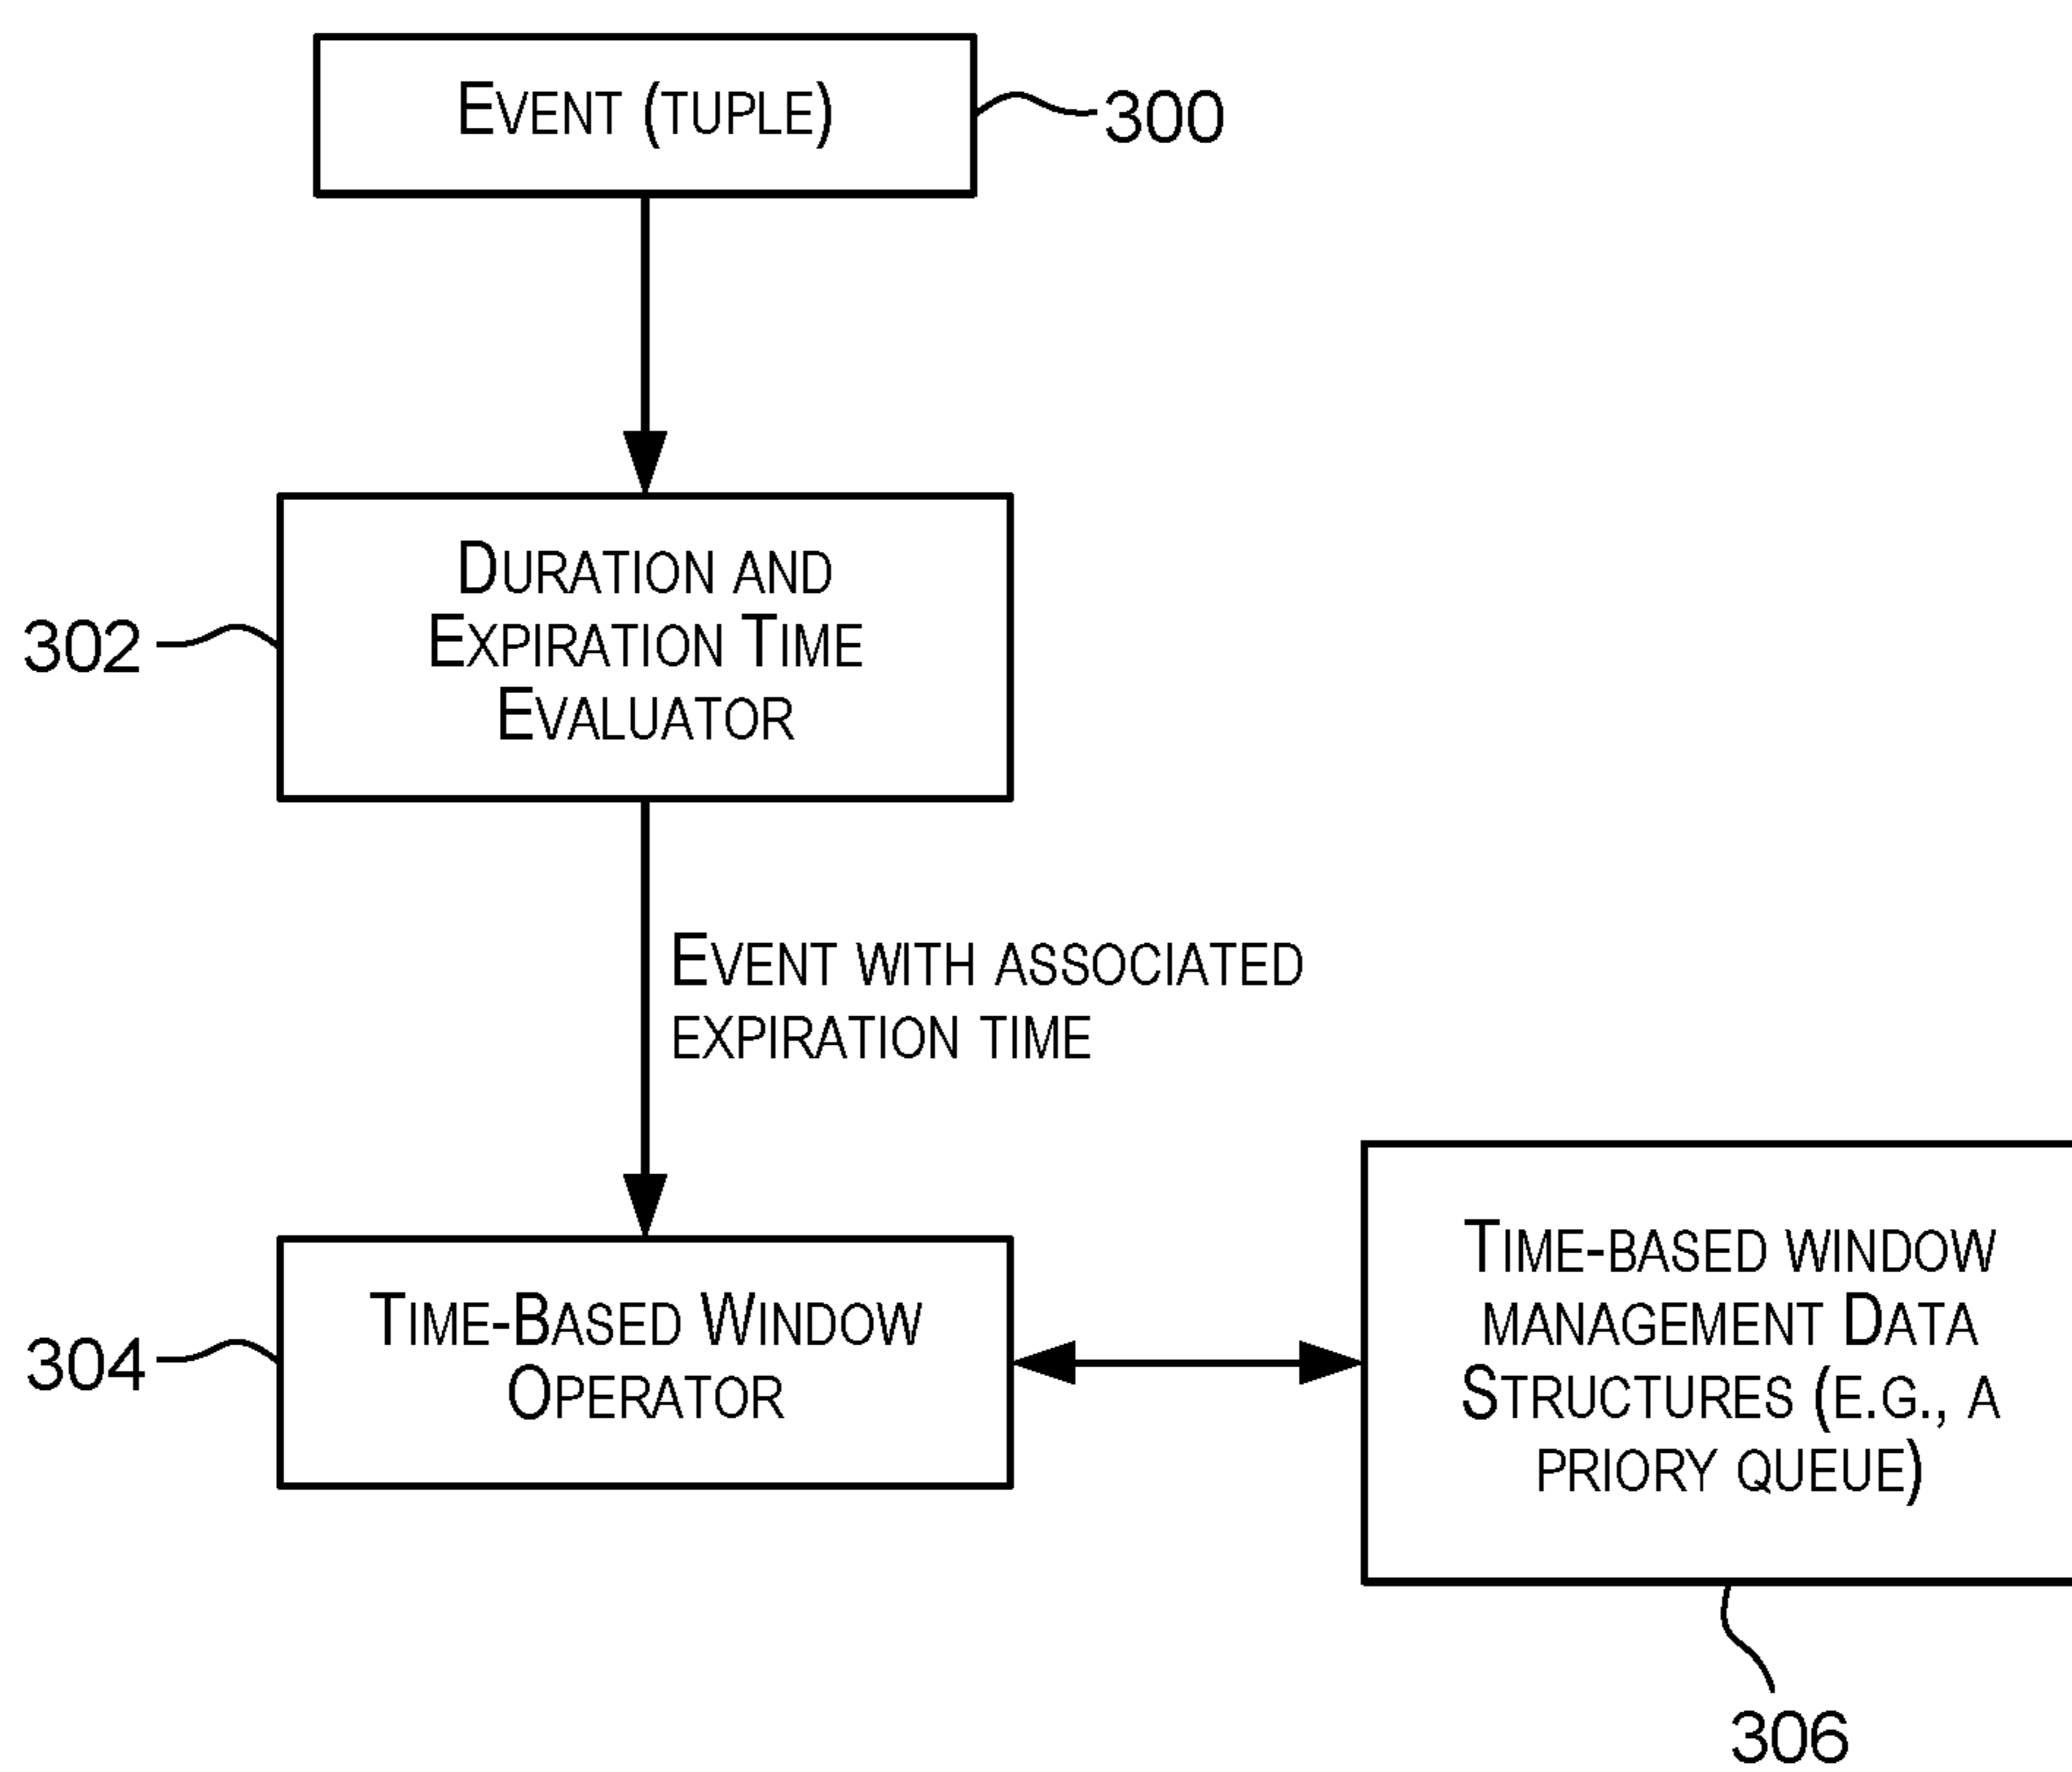 EVENT (TUPLE)
300
DURATION AND
EXPIRATION TIME
EVALUATOR
302
EVENT WITH ASSOCIATED
EXPIRATION TIME
TIME-BASED WINDOW
OPERATOR
304
TIME-BASED WINDOW
MANAGEMENT DATA
STRUCTURES (E.G., A
PRIORY QUEUE)
306